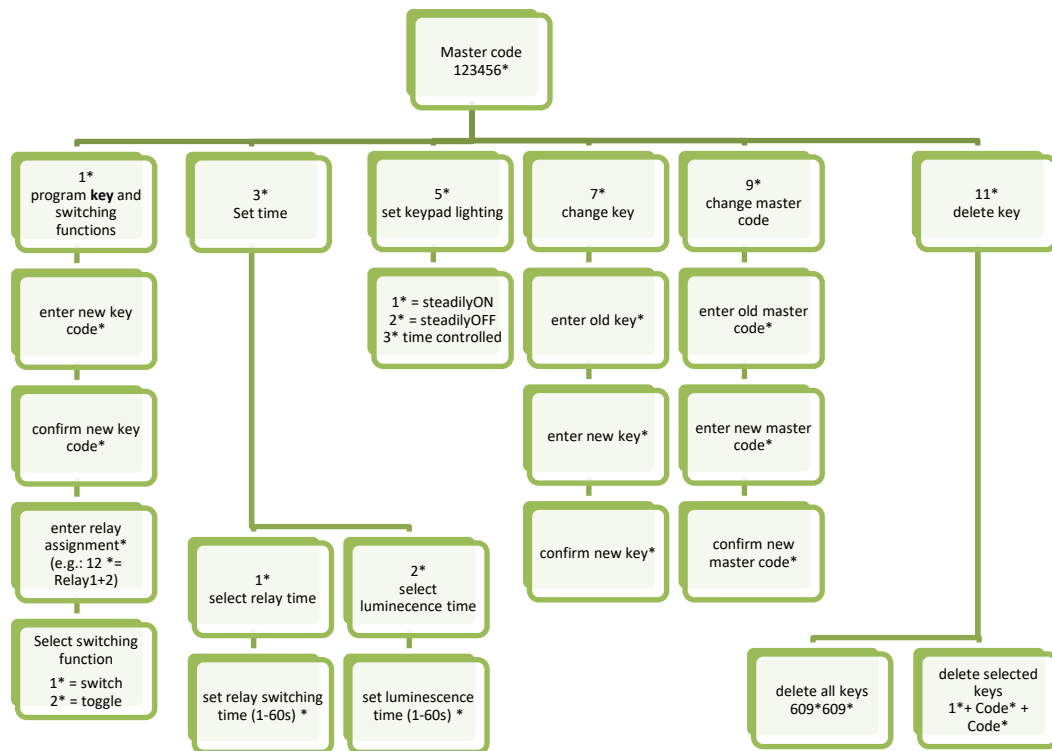 Master code
123456*
1*
program key and
switching
functions
3*
Set time
5*
set keypad lighting
7*
change key
9*
change master
code
11*
delete key
enter new key
code*
1* = steadilyON
2* = steadilyOFF
3* time controlled
enter old key*
enter old master
code*
confirm new key
code*
enter new key*
enter new master
code*
enter relay
assignment*
(e.g.: 12 *=
Relay1+2)
1*
select relay time
2*
select
luminecence time
confirm new key*
confirm new
master code*
Select switching
function
1* = switch
2* = toggle
set relay switching
time (1-60s) *
set luminescence
time (1-60s) *
delete all keys
609*609*
delete selected
keys
1*+ Code* +
Code*